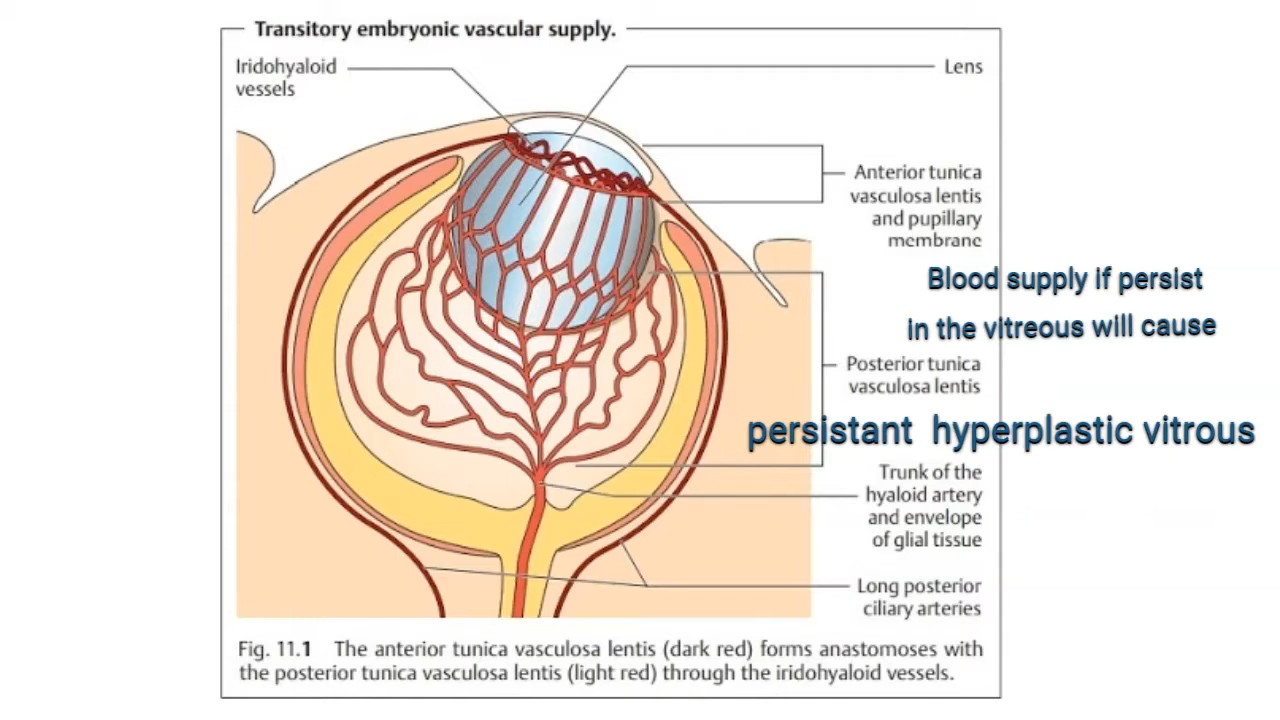 Transitory embryonic vascular supply.
Iridohyaloid
vessels
Lens
Anterior tunica
vasculosa lentis
and pupillary
membrane
Blood supply if persist
in the vitreous will cause
Posterior tunica
vasculosa lentis
persistant hyperplastic vitrous
Trunk of the
hyaloid artery
and envelope
of glial tissue
Long posterior
ciliary arteries
Fig. 11.1 The anterior tunica vasculosa lentis (dark red) forms anastomoses with
the posterior tunica vasculosa lentis (light red) through the iridohyaloid vessels.